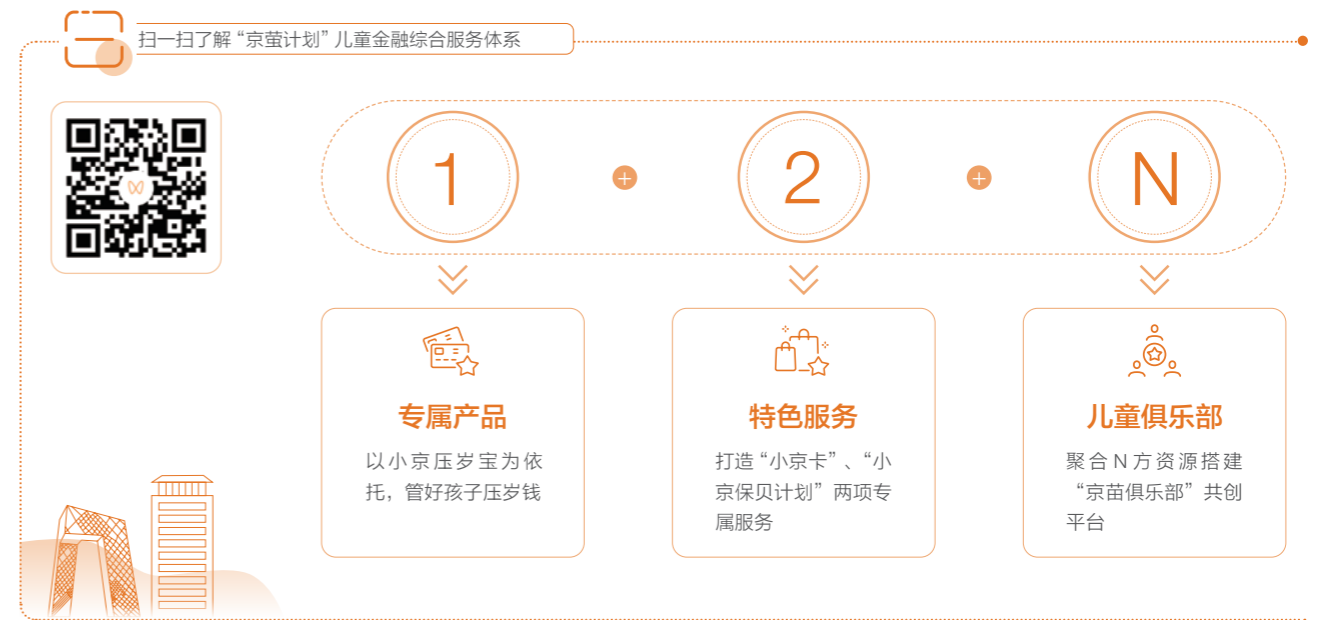 扫一扫了解“京萤计划”儿童金融综合服务体系
1
+
2
+
N
专属产品
以小京压岁宝为依
托，管好孩子压岁钱
特色服务
打造“小京卡”、“小
京保贝计划”两项专
属服务
儿童俱乐部
聚合N方资源搭建
“京苗俱乐部”共创
平台